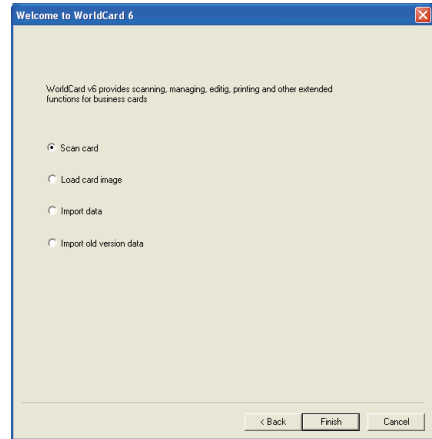 Welcome to WorldCard 6
WorldCard v6 provides scanning, managing, editig, printing and other extended
functions for business cards
Scan card
Load card image
Import data
Import old version data
< Back
Finish
Cancel